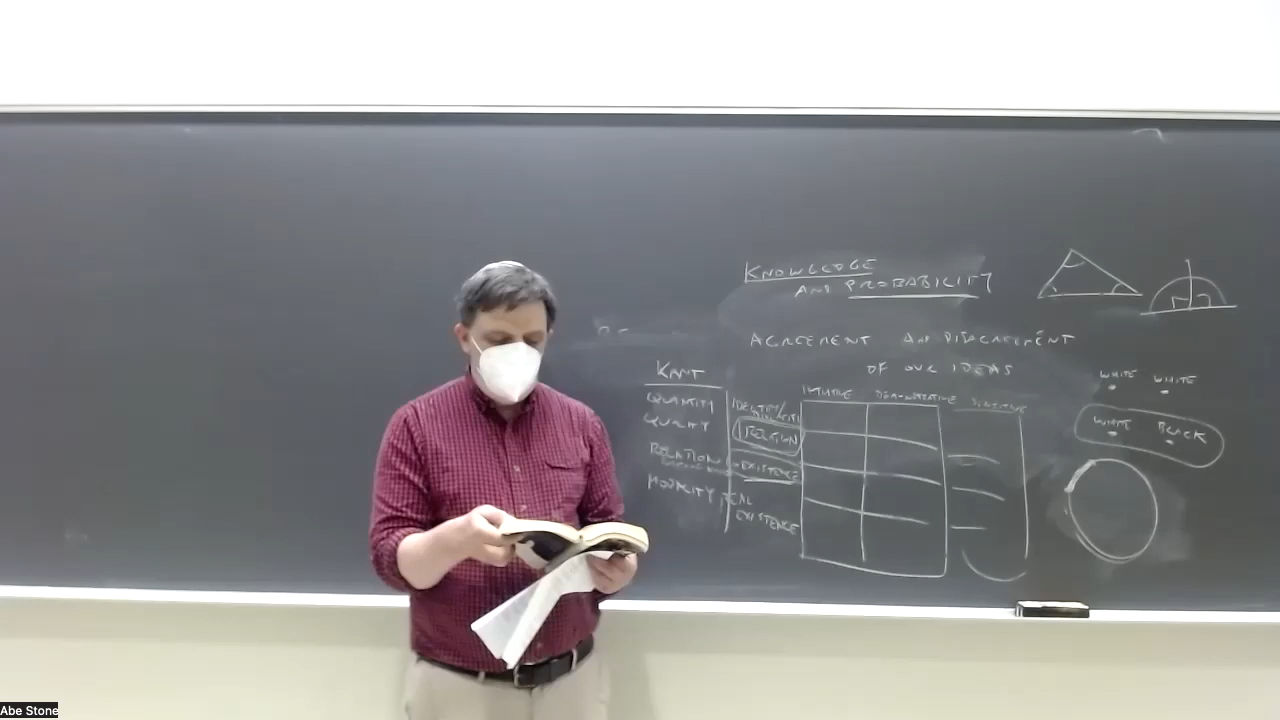 KNOWLEDGE
AND PROBABILITY
AGREEMENT AND DISAGREEMENT
OF OUR IDEAS
WHITE WHITE
KANT
INTUITIVE DEMONSTRATIVE SENSITIVE
QUANTITY IDENTITY/
QUALITY RELATION
WHITE BLACK
RELATION COEXISTENCE
MODALITY REAL
EXISTENCE
Abe Stone